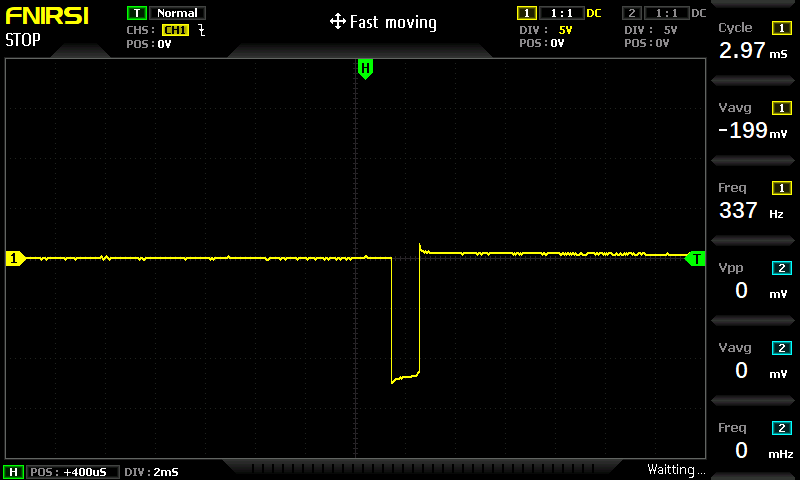 FNIRSI
STOP
T Normal
CHS: CH1
POS: 0V
Fast moving
1 1:1 DC
DIV: 5V
POS: 0V
2 1:1 DC
DIV: 5V
POS: 0V
H
1
T
Cycle 1
2.97 mS
Vavg 1
-199 mV
Freq 1
337 Hz
Vpp 2
0 mV
Vavg 2
0 mV
Freq 2
0 mHz
H POS: +400uS DIV: 2mS
Waitting...